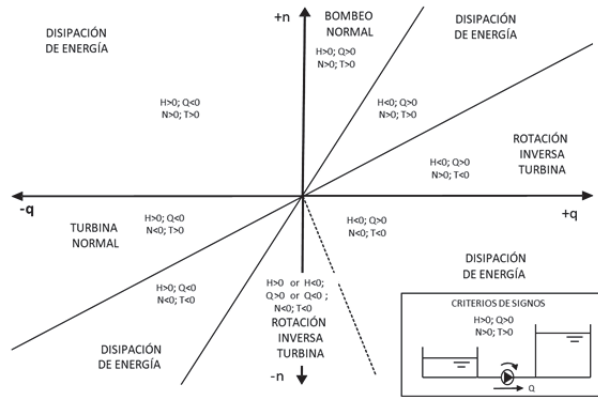 +n
DISIPACIÓN
DE ENERGÍA
BOMBEO
NORMAL
DISIPACIÓN
DE ENERGÍA
H>0; Q>0
N>0; T>0
H>0; Q<0
N>0; T>0
H<0; Q>0
N>0; T>0
ROTACIÓN
INVERSA
TURBINA
H<0; Q>0
N>0; T<0
-q
+q
H>0; Q<0
N<0; T>0
TURBINA
NORMAL
H<0; Q>0
N<0; T<0
H>0; Q<0
N<0; T<0
H>0 or H<0;
Q>0 or Q<0 ;
N<0; T<0
ROTACIÓN
INVERSA
TURBINA
DISIPACIÓN
DE ENERGÍA
DISIPACIÓN
DE ENERGÍA
-n
CRITERIOS DE SIGNOS
H>0; Q>0
N>0; T>0
Q